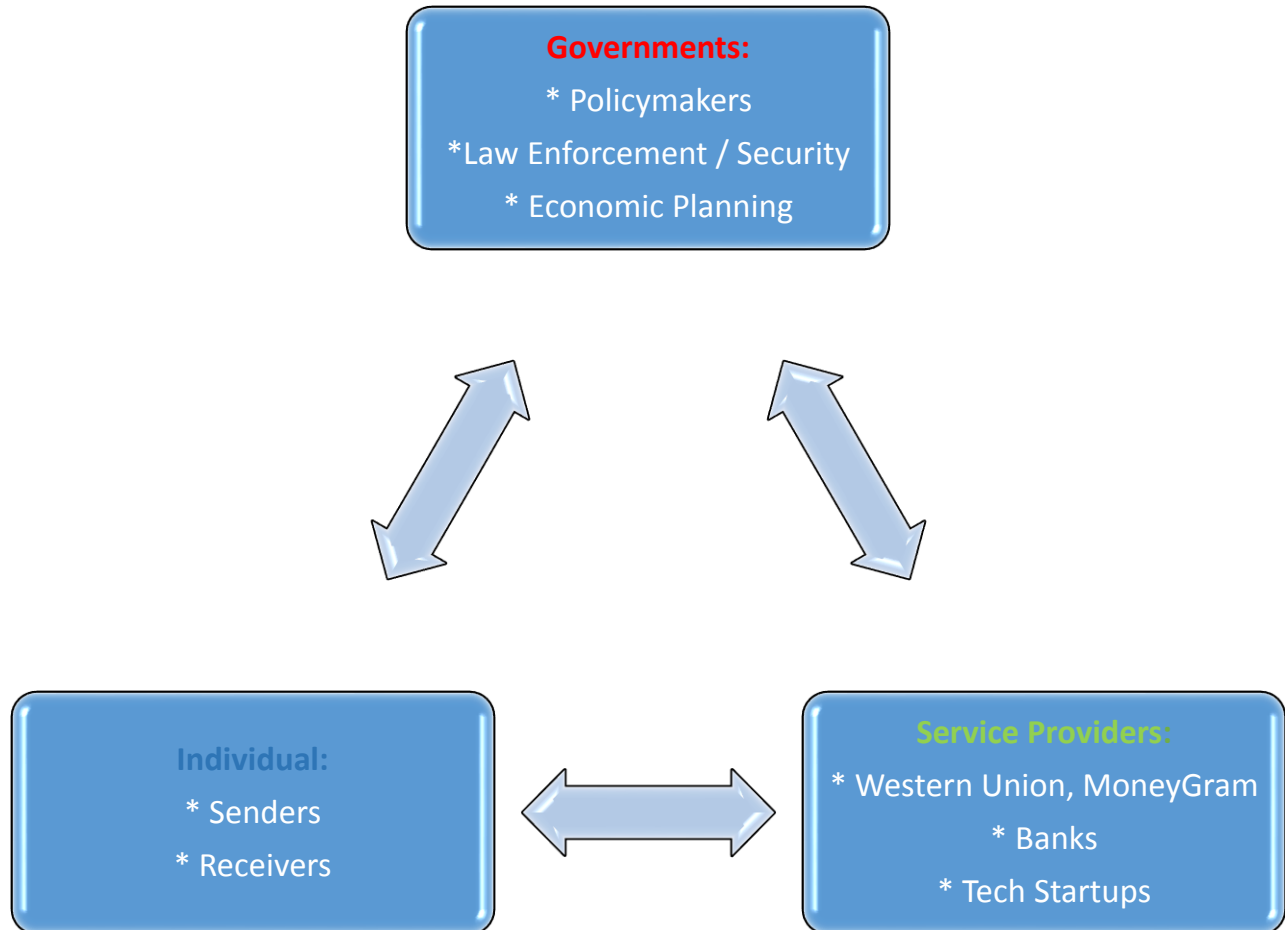 Governments:
* Policymakers
*Law Enforcement / Security
* Economic Planning
Individual:
* Senders
* Receivers
Service Providers:
* Western Union, MoneyGram
* Banks
* Tech Startups